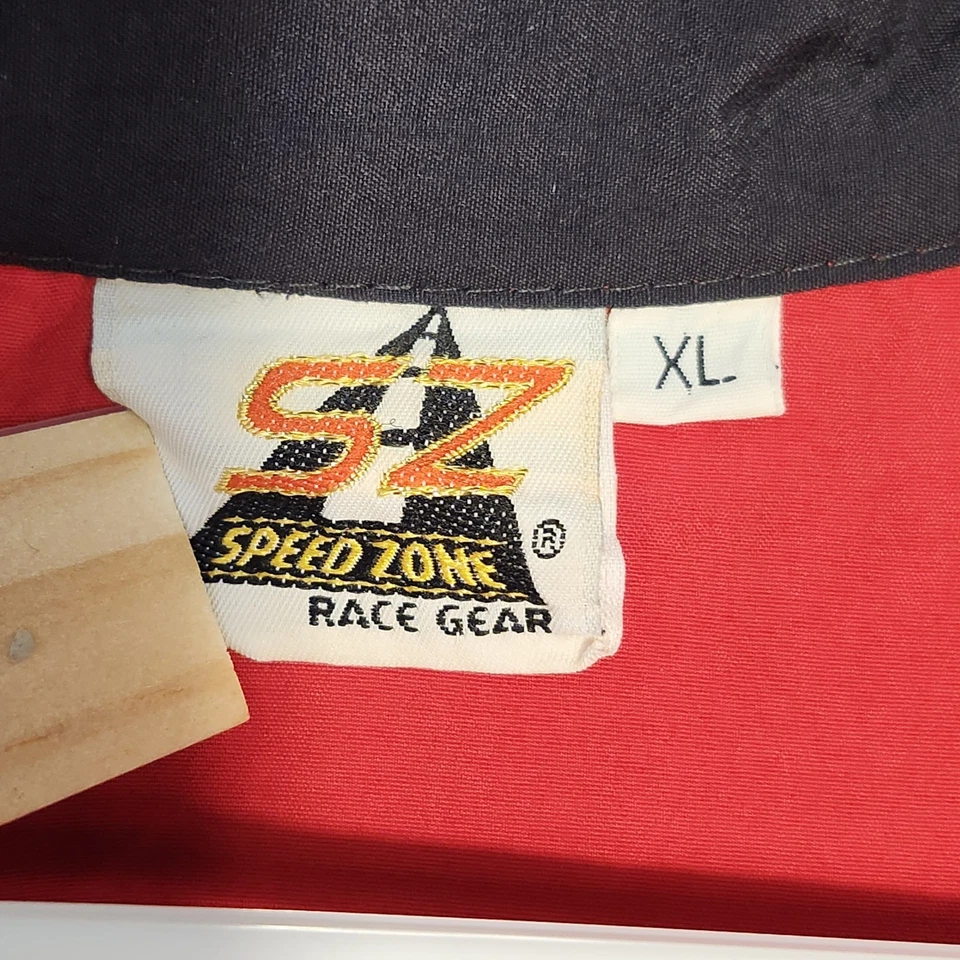 SZ
XL
SPEED ZONE ®
RACE GEAR